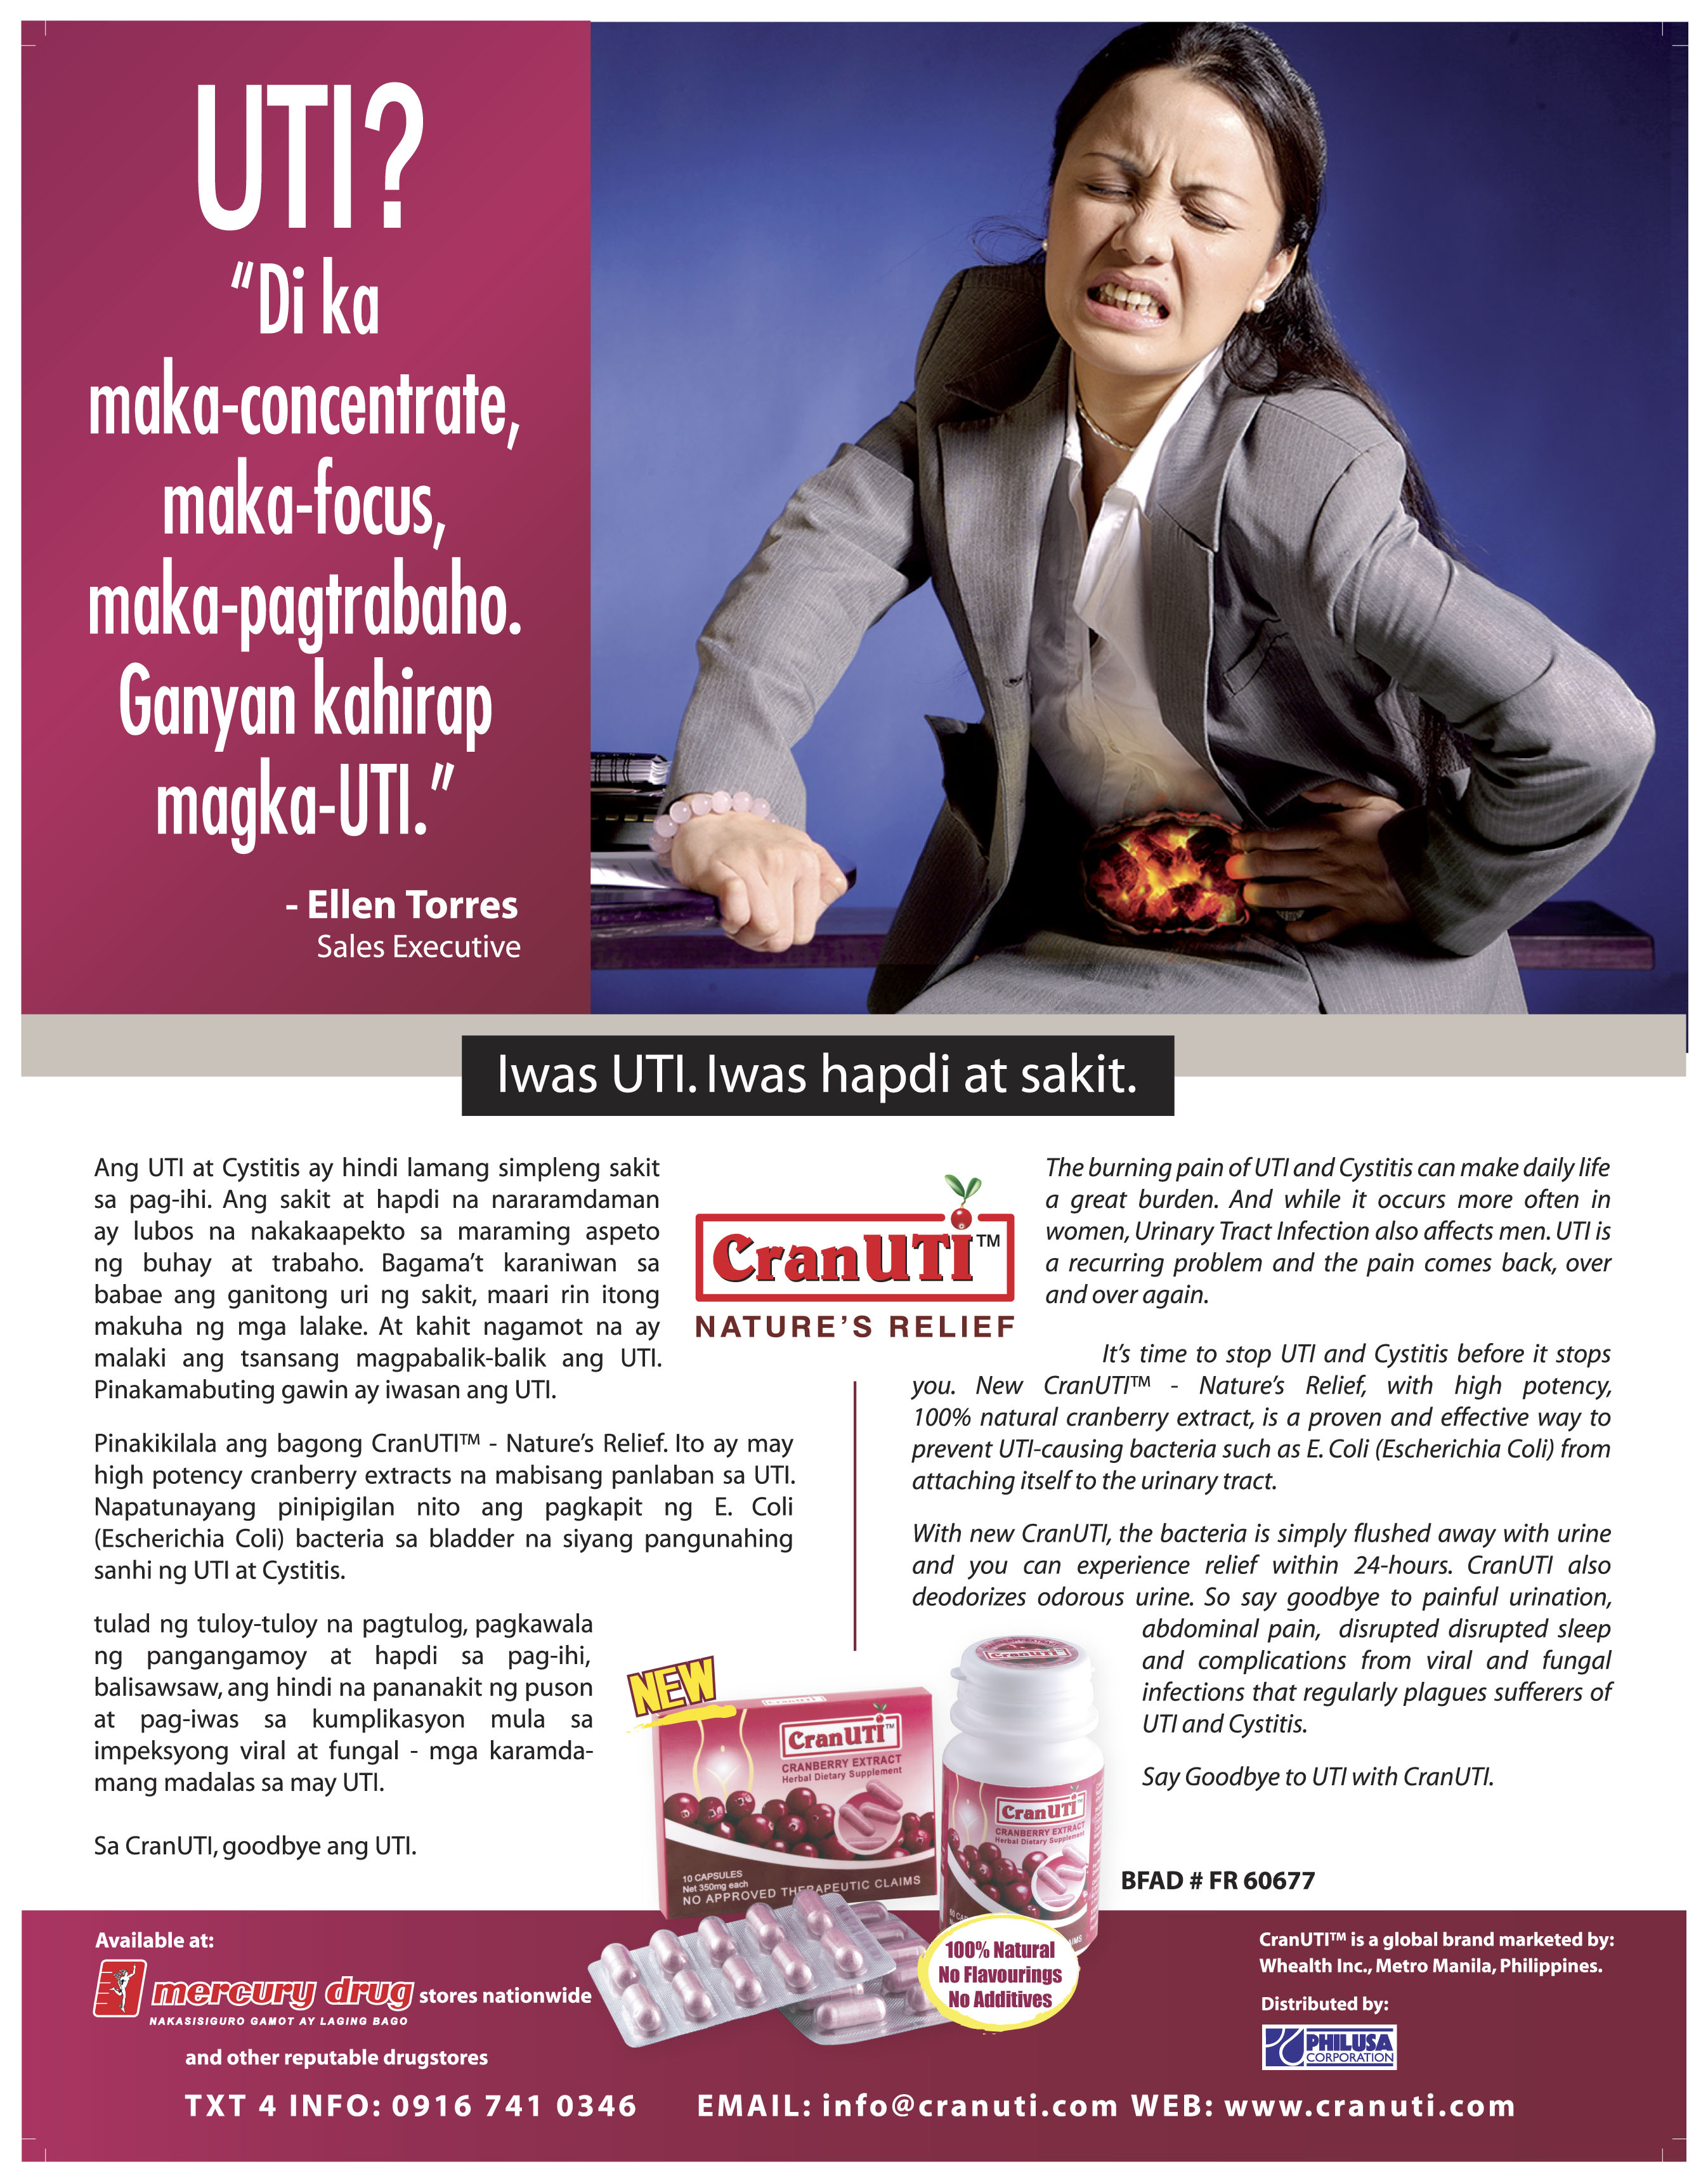 UTI?
“Di ka
maka-concentrate,
maka-focus,
maka-pagtrabaho.
Ganyan kahirap
magka-UTI.”
- Ellen Torres
Sales Executive
Iwas UTI. Iwas hapdi at sakit.
Ang UTI at Cystitis ay hindi lamang simpleng sakit
sa pag-ihi. Ang sakit at hapdi na nararamdaman
ay lubos na nakakaapekto sa maraming aspeto
ng buhay at trabaho. Bagama’t karaniwan sa
babae ang ganitong uri ng sakit, maari rin itong
makuha ng mga lalake. At kahit nagamot na ay
malaki ang tsansang magpabalik-balik ang UTI.
Pinakamabuting gawin ay iwasan ang UTI.
Pinakikilala ang bagong CranUTI™ - Nature’s Relief. Ito ay may
high potency cranberry extracts na mabisang panlaban sa UTI.
Napatunayang pinipigilan nito ang pagkapit ng E. Coli
(Escherichia Coli) bacteria sa bladder na siyang pangunahing
sanhi ng UTI at Cystitis.
tulad ng tuloy-tuloy na pagtulog, pagkawala
ng pangangamoy at hapdi sa pag-ihi,
balisawsaw, ang hindi na pananakit ng puson
at pag-iwas sa kumplikasyon mula sa
impeksyong viral at fungal - mga karamda-
mang madalas sa may UTI.
Sa CranUTI, goodbye ang UTI.
CranUTI™
NATURE’S RELIEF
The burning pain of UTI and Cystitis can make daily life
a great burden. And while it occurs more often in
women, Urinary Tract Infection also affects men. UTI is
a recurring problem and the pain comes back, over
and over again.
It’s time to stop UTI and Cystitis before it stops
you. New CranUTI™ - Nature’s Relief, with high potency,
100% natural cranberry extract, is a proven and effective way to
prevent UTI-causing bacteria such as E. Coli (Escherichia Coli) from
attaching itself to the urinary tract.
With new CranUTI, the bacteria is simply flushed away with urine
and you can experience relief within 24-hours. CranUTI also
deodorizes odorous urine. So say goodbye to painful urination,
abdominal pain, disrupted disrupted sleep
and complications from viral and fungal
infections that regularly plagues sufferers of
UTI and Cystitis.
Say Goodbye to UTI with CranUTI.
BFAD # FR 60677
NEW
CranUTI
CranUTI™
CRANBERRY EXTRACT
Herbal Dietary Supplement
10 CAPSULES
Net 350mg each
NO APPROVED THERAPEUTIC CLAIMS
CranUTI
CranUTI™
CRANBERRY EXTRACT
Herbal Dietary Supplement
100% Natural
No Flavourings
No Additives
Available at:
mercury drug stores nationwide
NAKASISIGURO GAMOT AY LAGING BAGO
and other reputable drugstores
CranUTI™ is a global brand marketed by:
Whealth Inc., Metro Manila, Philippines.
Distributed by:
PHILUSA
CORPORATION
TXT 4 INFO: 0916 741 0346 EMAIL: info@cranuti.com WEB: www.cranuti.com